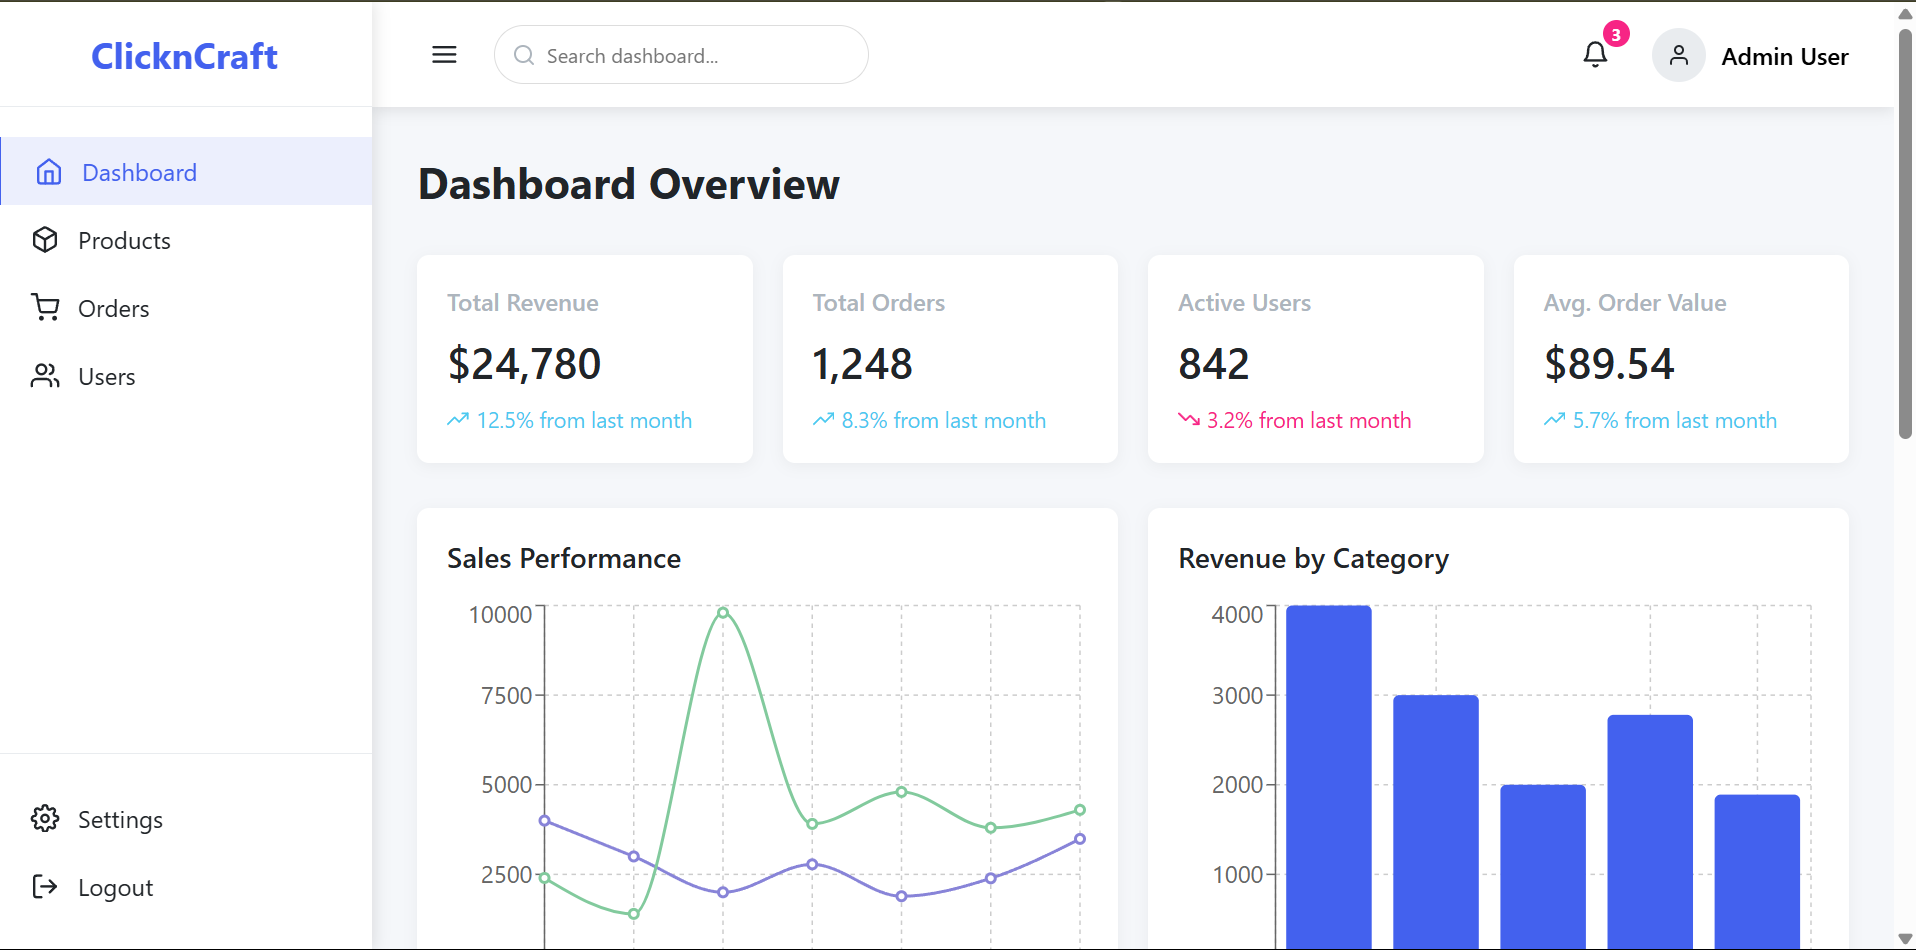 ClicknCraft
Search dashboard...
3
Admin User
Dashboard
Products
Orders
Users
Settings
Logout
Dashboard Overview
Total Revenue
$24,780
12.5% from last month
Total Orders
1,248
8.3% from last month
Active Users
842
3.2% from last month
Avg. Order Value
$89.54
5.7% from last month
Sales Performance
10000
7500
5000
2500
Revenue by Category
4000
3000
2000
1000